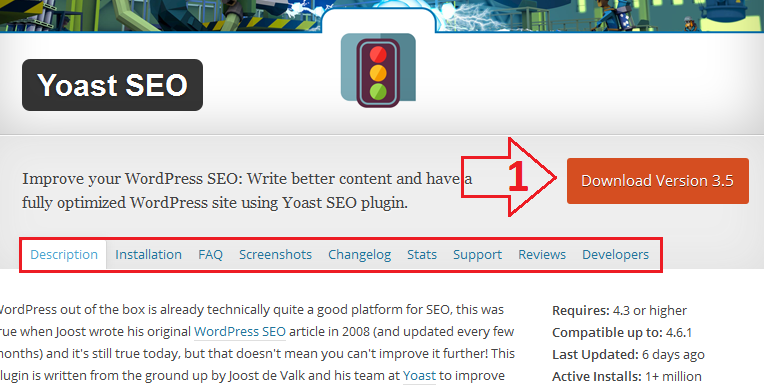 Yoast SEO
Improve your WordPress SEO: Write better content and have a
fully optimized WordPress site using Yoast SEO plugin.
1
Download Version 3.5
Description Installation FAQ Screenshots Changelog Stats Support Reviews Developers
WordPress out of the box is already technically quite a good platform for SEO, this was
true when Joost wrote his original WordPress SEO article in 2008 (and updated every few
months) and it's still true today, but that doesn't mean you can't improve it further! This
plugin is written from the ground up by Joost de Valk and his team at Yoast to improve
Requires: 4.3 or higher
Compatible up to: 4.6.1
Last Updated: 6 days ago
Active Installs: 1+ million